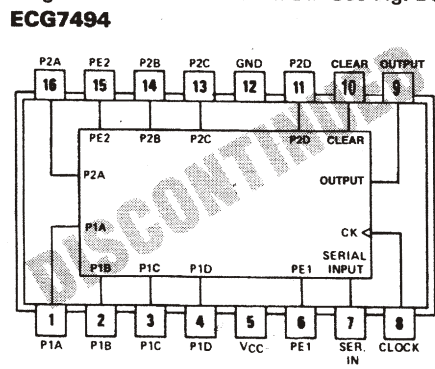 ECG7494
P2A PE2 P2B P2C GND P2D CLEAR OUTPUT
16 15 14 13 12 11 10 9
PE2 P2B P2C P2D CLEAR
P2A
OUTPUT
P1A
CK
SERIAL
INPUT
P1B P1C P1D PE1
DISCONTINUED
1 2 3 4 5 6 7 8
P1A P1B P1C P1D VCC PE1 SER. CLOCK
IN